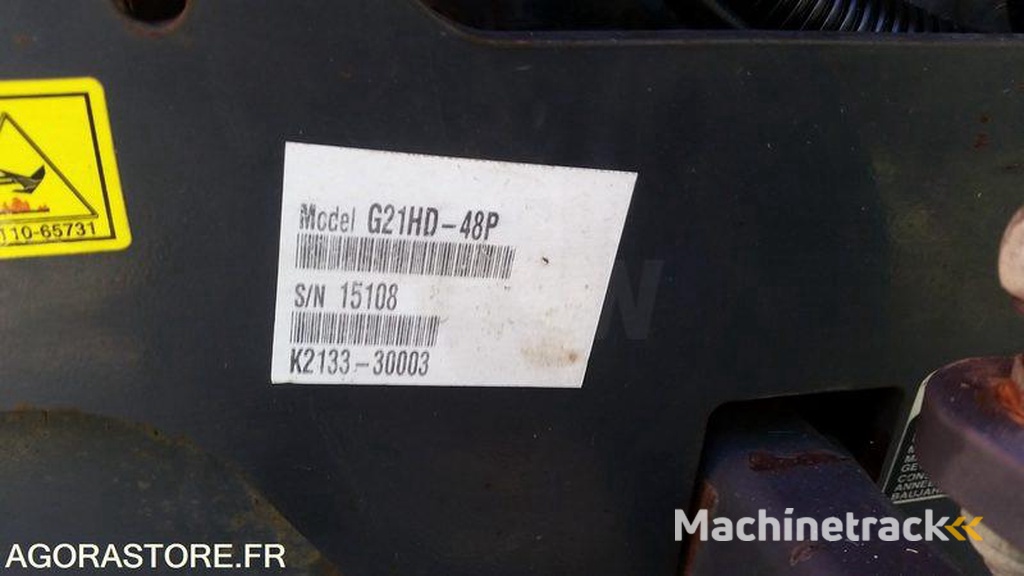 110-65731
Model G21HD-48P
S/N 15108
K2133-30003
Machinetrack
AGORASTORE.FR